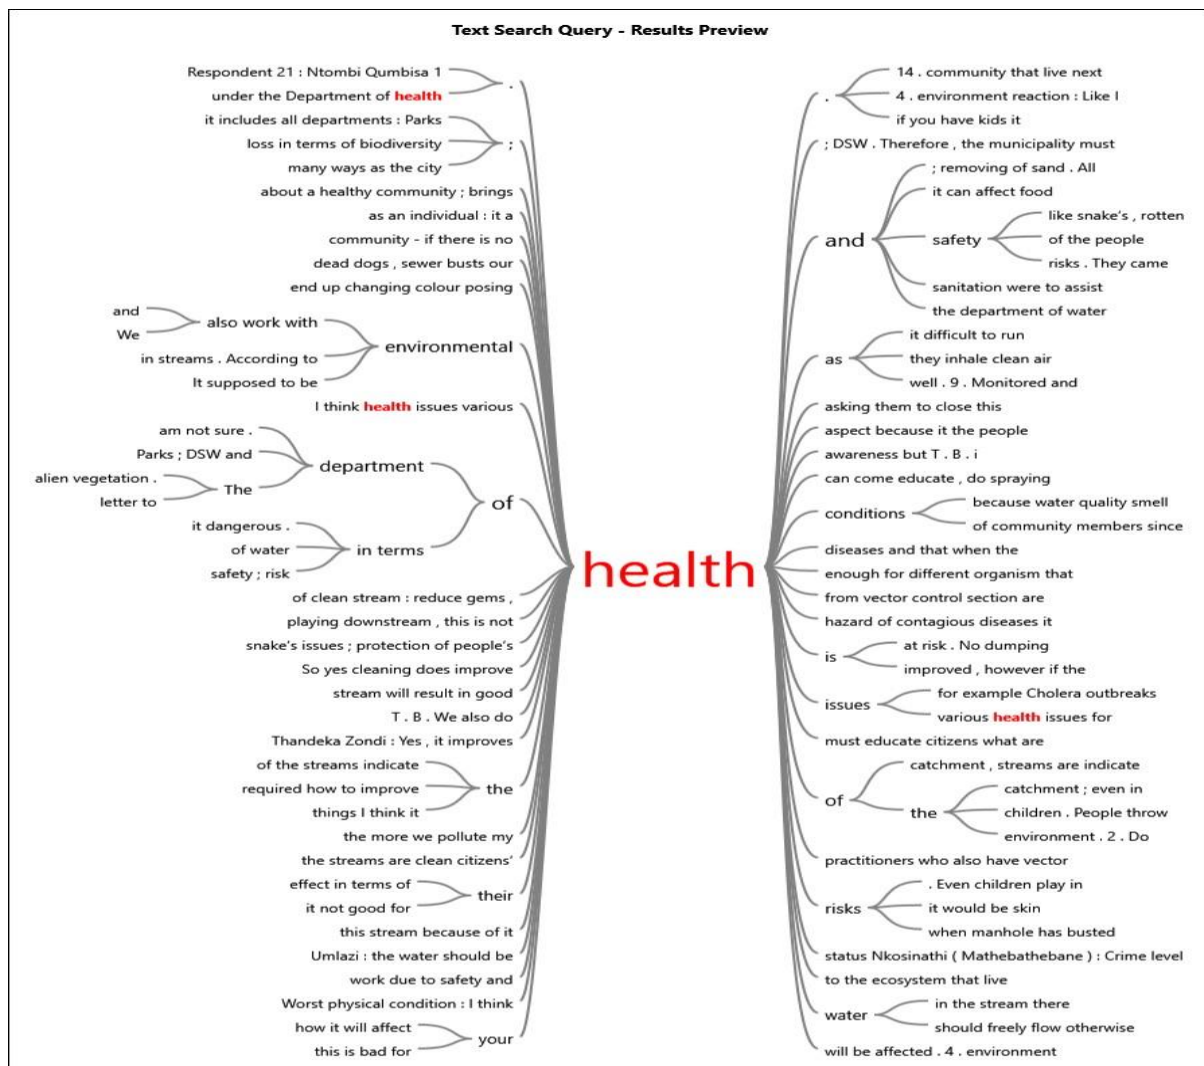 Text Search Query - Results Preview
Respondent 21 : Ntombi Qumbisa 1
under the Department of health
.
it includes all departments : Parks
loss in terms of biodiversity
many ways as the city
;
about a healthy community ; brings
as an individual : it a
community - if there is no
dead dogs , sewer busts our
end up changing colour posing
and
We
also work with
in streams . According to
It supposed to be
environmental
I think health issues various
am not sure .
Parks ; DSW and
alien vegetation .
letter to
The
department
it dangerous .
of water
safety ; risk
in terms
of
of clean stream : reduce gems ,
playing downstream , this is not
snake's issues ; protection of people's
So yes cleaning does improve
stream will result in good
T . B . We also do
Thandeka Zondi : Yes , it improves
of the streams indicate
required how to improve
things I think it
the
the more we pollute my
the streams are clean citizens'
effect in terms of
it not good for
their
this stream because of it
Umlazi : the water should be
work due to safety and
Worst physical condition : I think
how it will affect
this is bad for
your
health
.
14 . community that live next
4 . environment reaction : Like I
if you have kids it
; DSW . Therefore , the municipality must
and
; removing of sand . All
it can affect food
safety
like snake's , rotten
of the people
risks . They came
sanitation were to assist
the department of water
as
it difficult to run
they inhale clean air
well . 9 . Monitored and
asking them to close this
aspect because it the people
awareness but T . B . i
can come educate , do spraying
conditions
because water quality smell
of community members since
diseases and that when the
enough for different organism that
from vector control section are
hazard of contagious diseases it
is
at risk . No dumping
improved , however if the
issues
for example Cholera outbreaks
various health issues for
must educate citizens what are
of
catchment , streams are indicate
the
catchment ; even in
children . People throw
environment . 2 . Do
practitioners who also have vector
risks
. Even children play in
it would be skin
when manhole has busted
status Nkosinathi ( Mathebathebane ) : Crime level
to the ecosystem that live
water
in the stream there
should freely flow otherwise
will be affected . 4 . environment